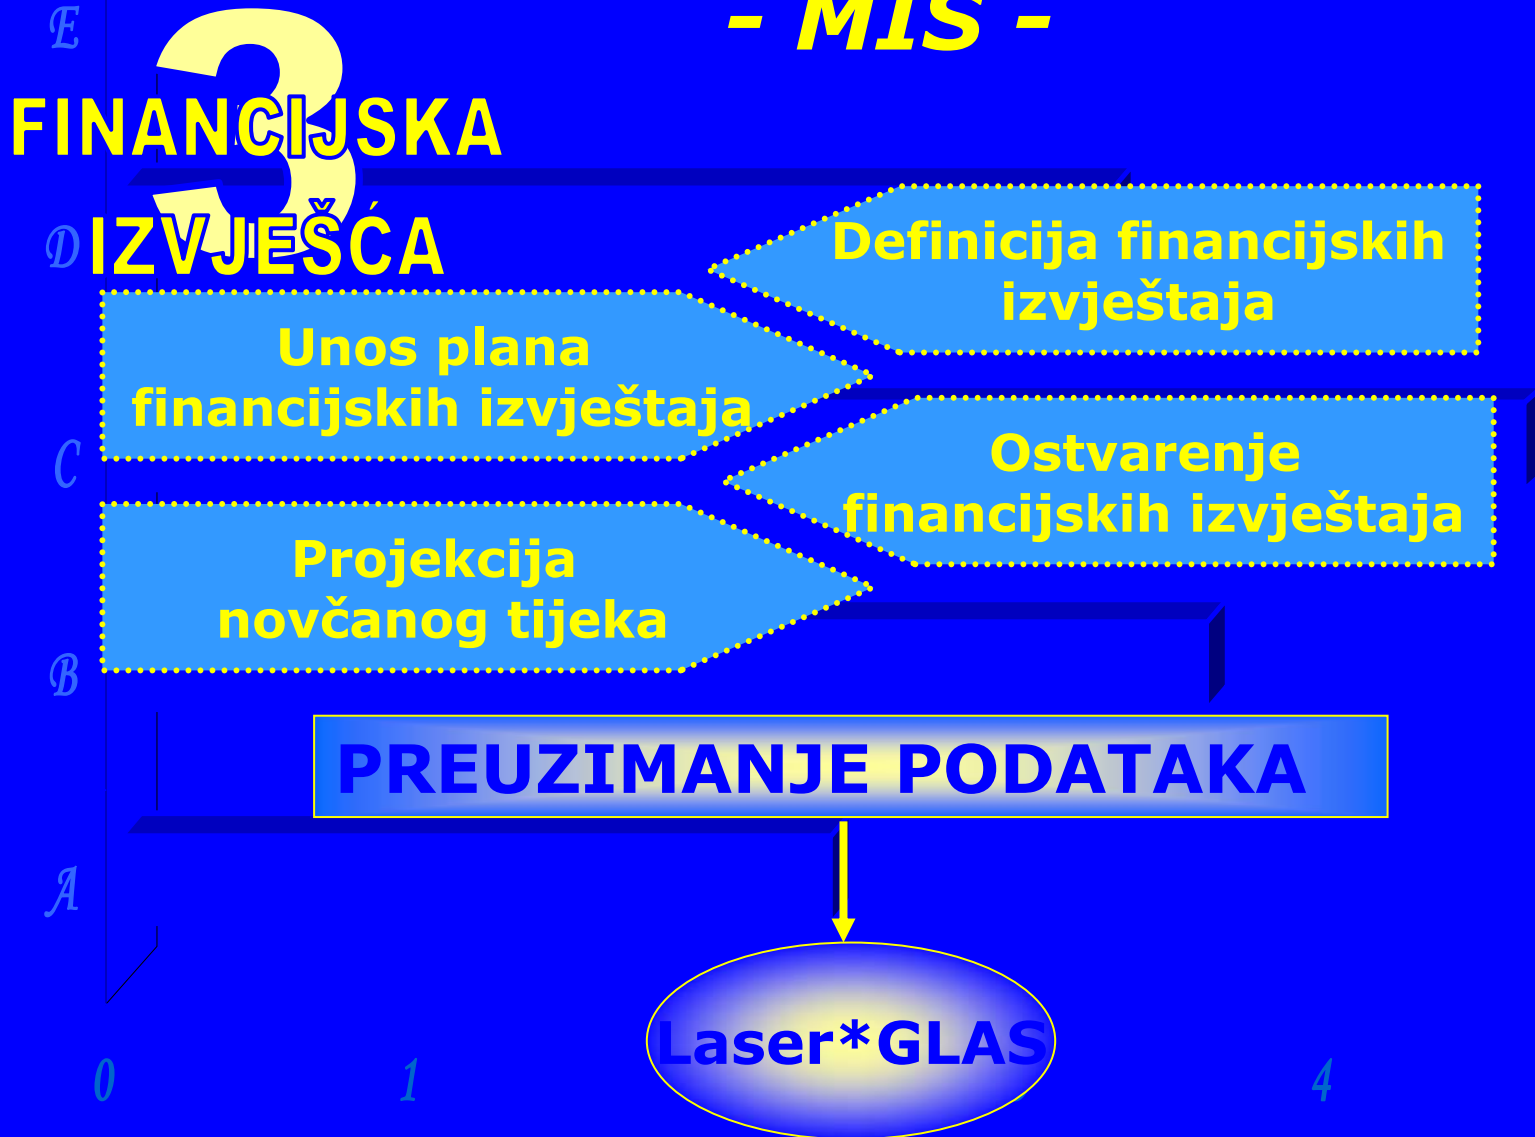 - MIS -
3
FINANCIJSKA
IZVJEŠĆA
Definicija financijskih
izvještaja
Unos plana
financijskih izvještaja
Ostvarenje
financijskih izvještaja
Projekcija
novčanog tijeka
PREUZIMANJE PODATAKA
Laser*GLAS
E
D
C
B
A
0
1
4